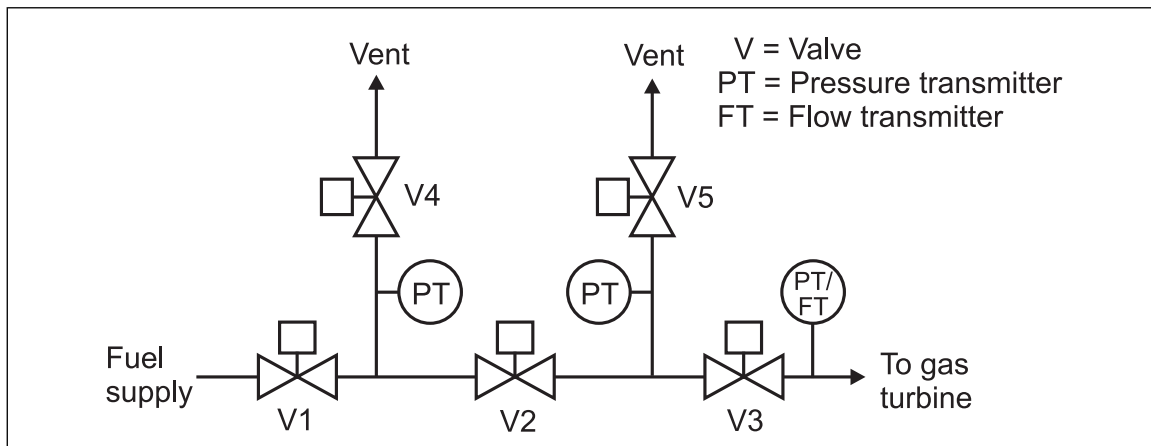 Vent
Vent
V = Valve
PT = Pressure transmitter
FT = Flow transmitter
V4
V5
PT
PT
PT/
FT
Fuel
supply
V1
V2
V3
To gas
turbine